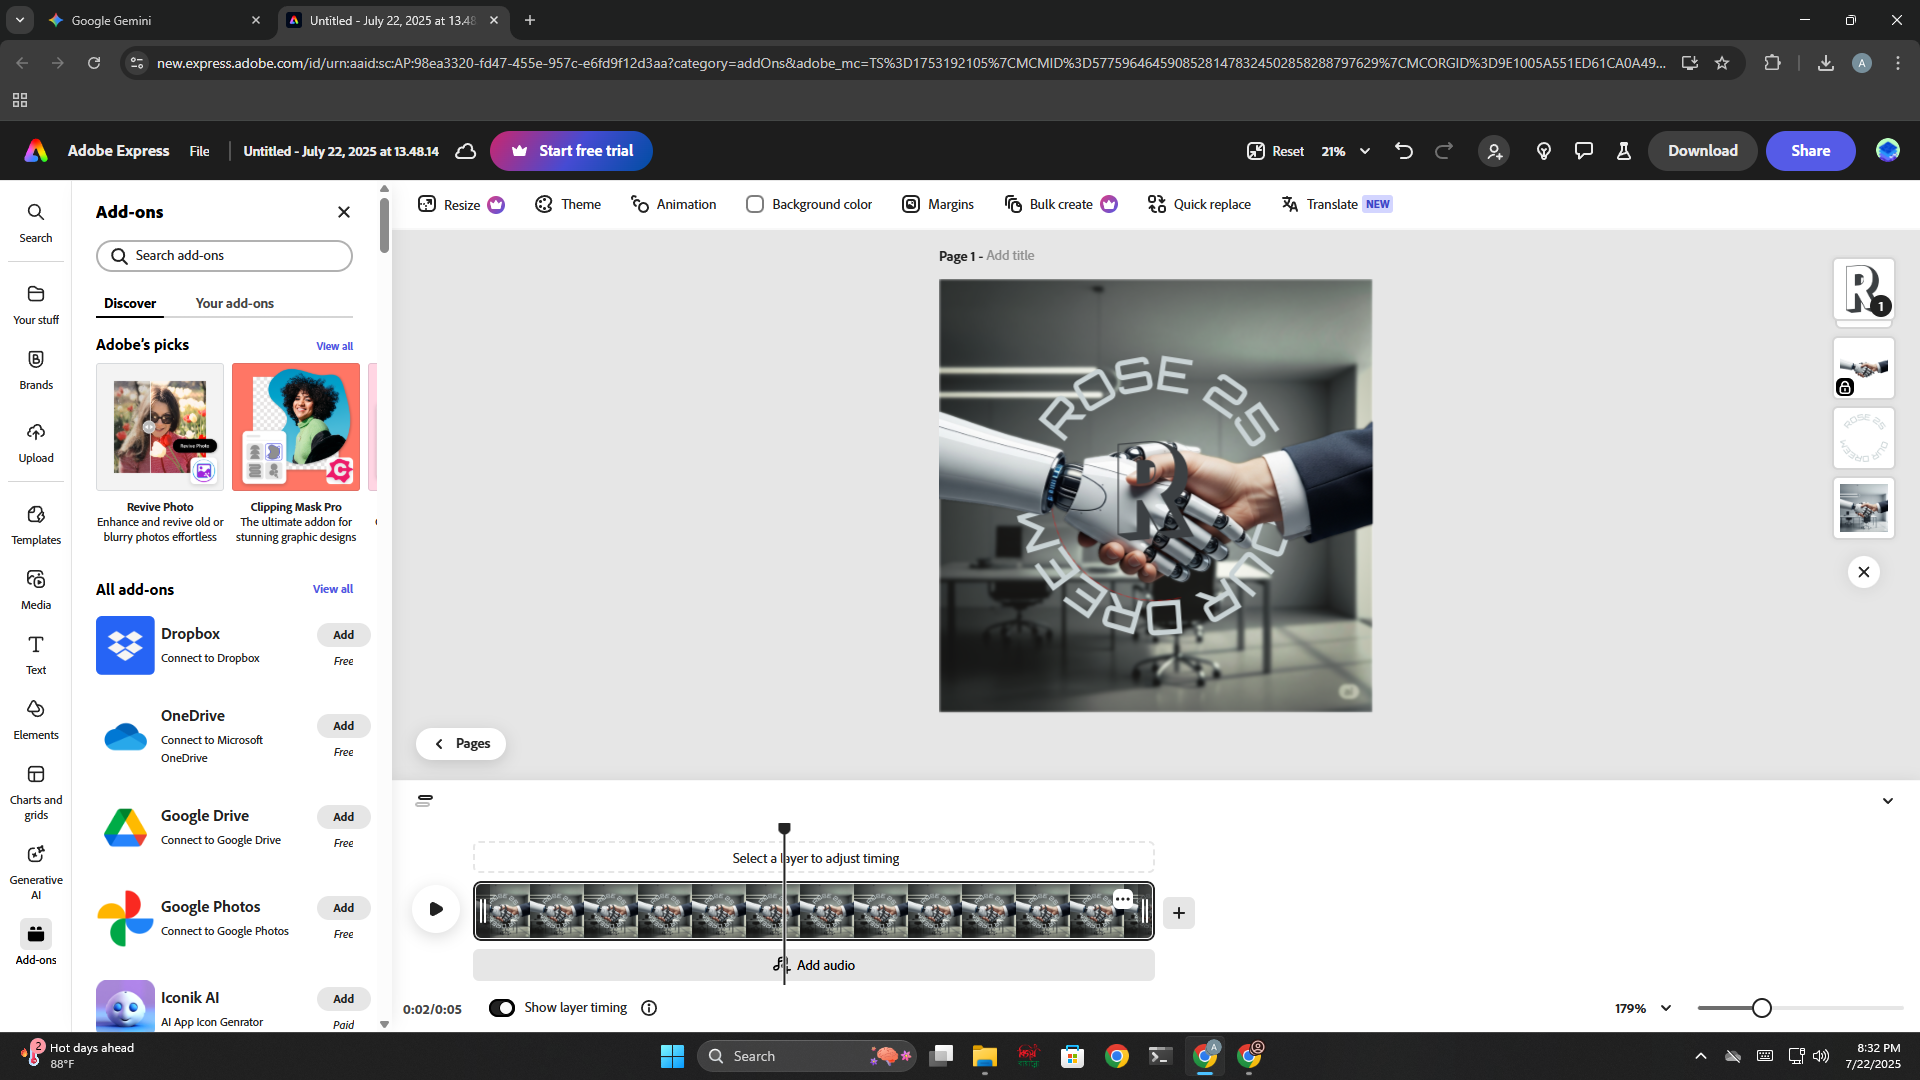 Google Gemini
Untitled - July 22, 2025 at 13.48
new.express.adobe.com/id/urn:aaid:sc:AP:98ea3320-fd47-455e-957c-e6fd9f12d3aa?category=addOns&adobe_mc=TS%3D1753192105%7CMCMID%3D57759646459085281478324502858288797629%7CMCORGID%3D9E1005A551ED61CA0A49...
A
Adobe Express
File
Untitled - July 22, 2025 at 13.48.14
Start free trial
Reset
21%
Download
Share
Search
Your stuff
Brands
Upload
Templates
Media
Text
Elements
Charts and
grids
Generative
AI
Add-ons
Add-ons
Search add-ons
Discover
Your add-ons
Adobe's picks
View all
Revive Photo
Revive Photo
Enhance and revive old or
blurry photos effortless
Clipping Mask Pro
The ultimate addon for
stunning graphic designs
All add-ons
View all
Dropbox
Connect to Dropbox
Add
Free
OneDrive
Connect to Microsoft
OneDrive
Add
Free
Google Drive
Connect to Google Drive
Add
Free
Google Photos
Connect to Google Photos
Add
Free
Iconik AI
AI App Icon Genrator
Add
Paid
Resize
Theme
Animation
Background color
Margins
Bulk create
Quick replace
Translate
NEW
Page 1 - Add title
ROSE 25
R
OUR DREEM
R
1
ROSE 25
OUR DREEM
Pages
Select a layer to adjust timing
Add audio
0:02/0:05
Show layer timing
179%
2
Hot days ahead
88°F
Search
A
8:32 PM
7/22/2025